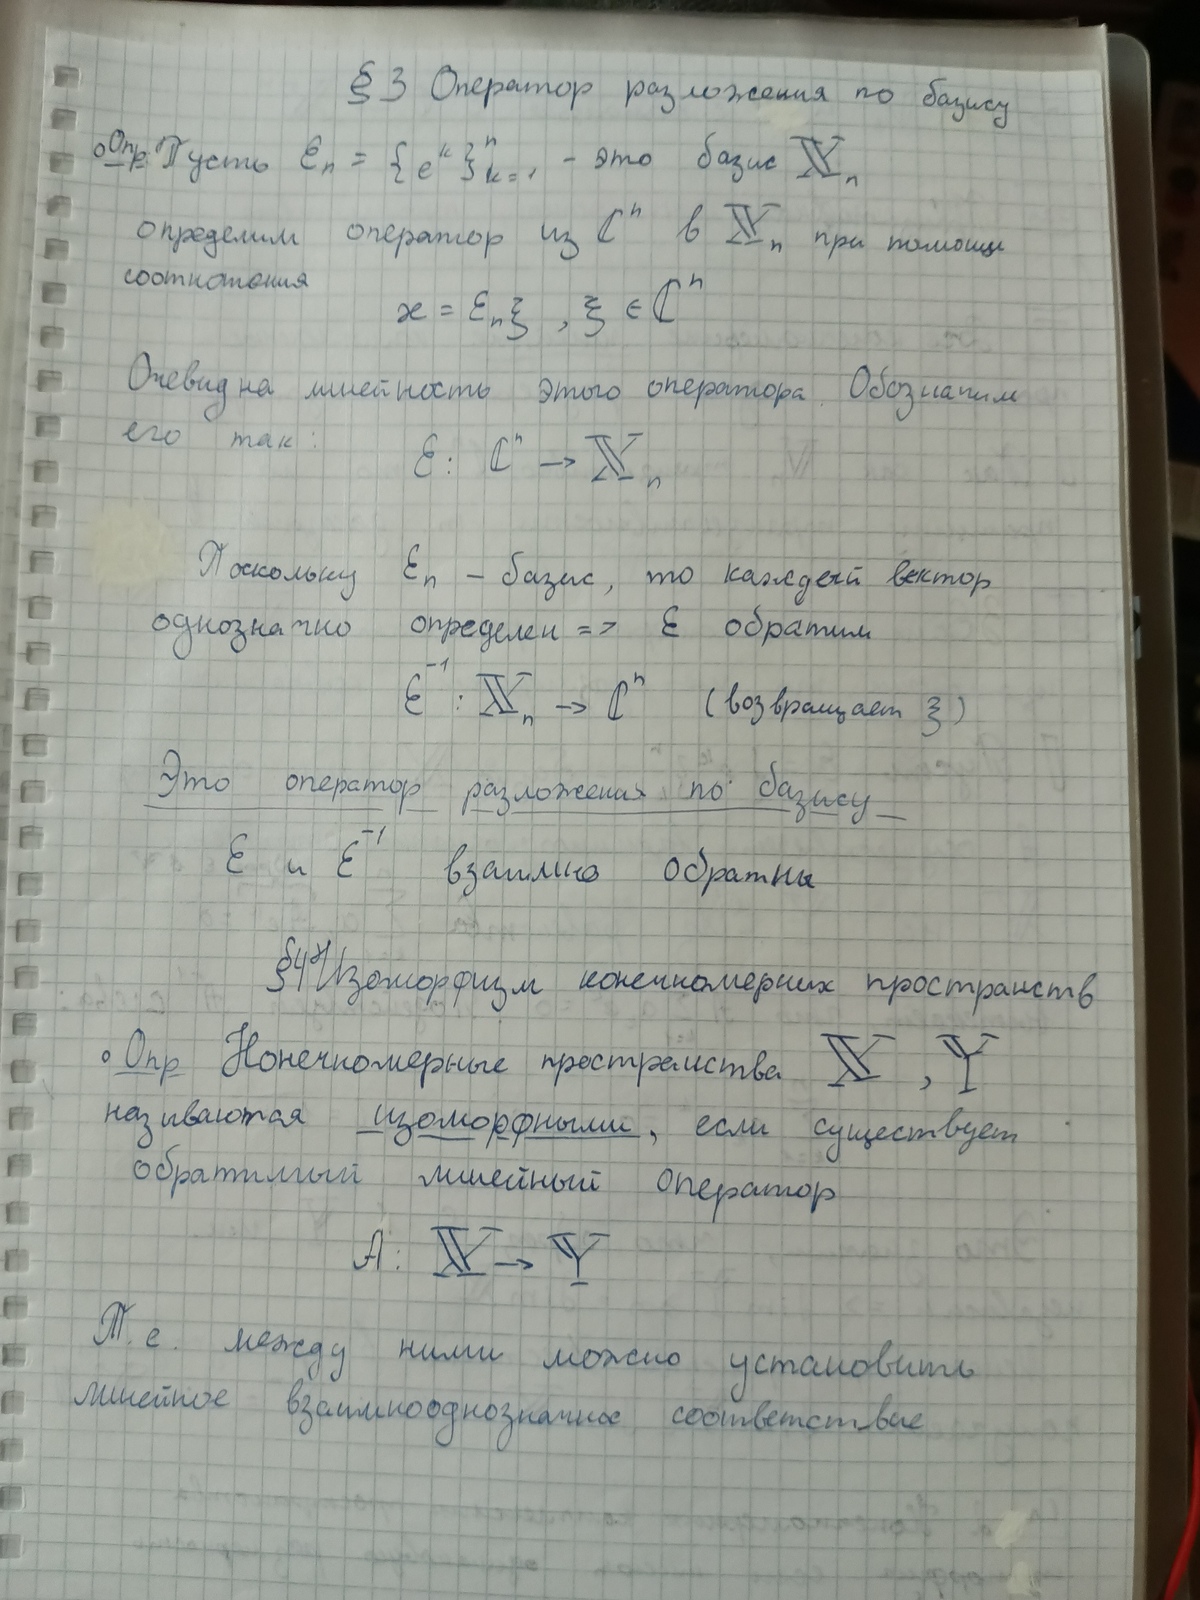 § 3 Оператор разложения по базису
Опр. Пусть Ɛₙ = {eᵏ}ⁿₖ₌₁ - это базис 𝕏ₙ
определим оператор из ℂⁿ в 𝕏ₙ при помощи
соотношения
x = Ɛₙξ , ξ ∈ ℂⁿ
Очевидна линейность этого оператора. Обозначим
его так:
Ɛ: ℂⁿ → 𝕏ₙ
Поскольку Ɛₙ – базис, то каждый вектор
однозначно определен => Ɛ обратим
Ɛ⁻¹ : 𝕏ₙ → ℂⁿ (возвращает ξ)
Это оператор разложения по базису
Ɛ и Ɛ⁻¹ взаимно обратны
§4 Изоморфизм конечномерных пространств
Опр Конечномерные пространства 𝕏 , 𝕐
называются изоморфными, если существует
обратимый линейный оператор
A: 𝕏 → 𝕐
Т.е. между ними можно установить
линейное взаимнооднозначное соответствие